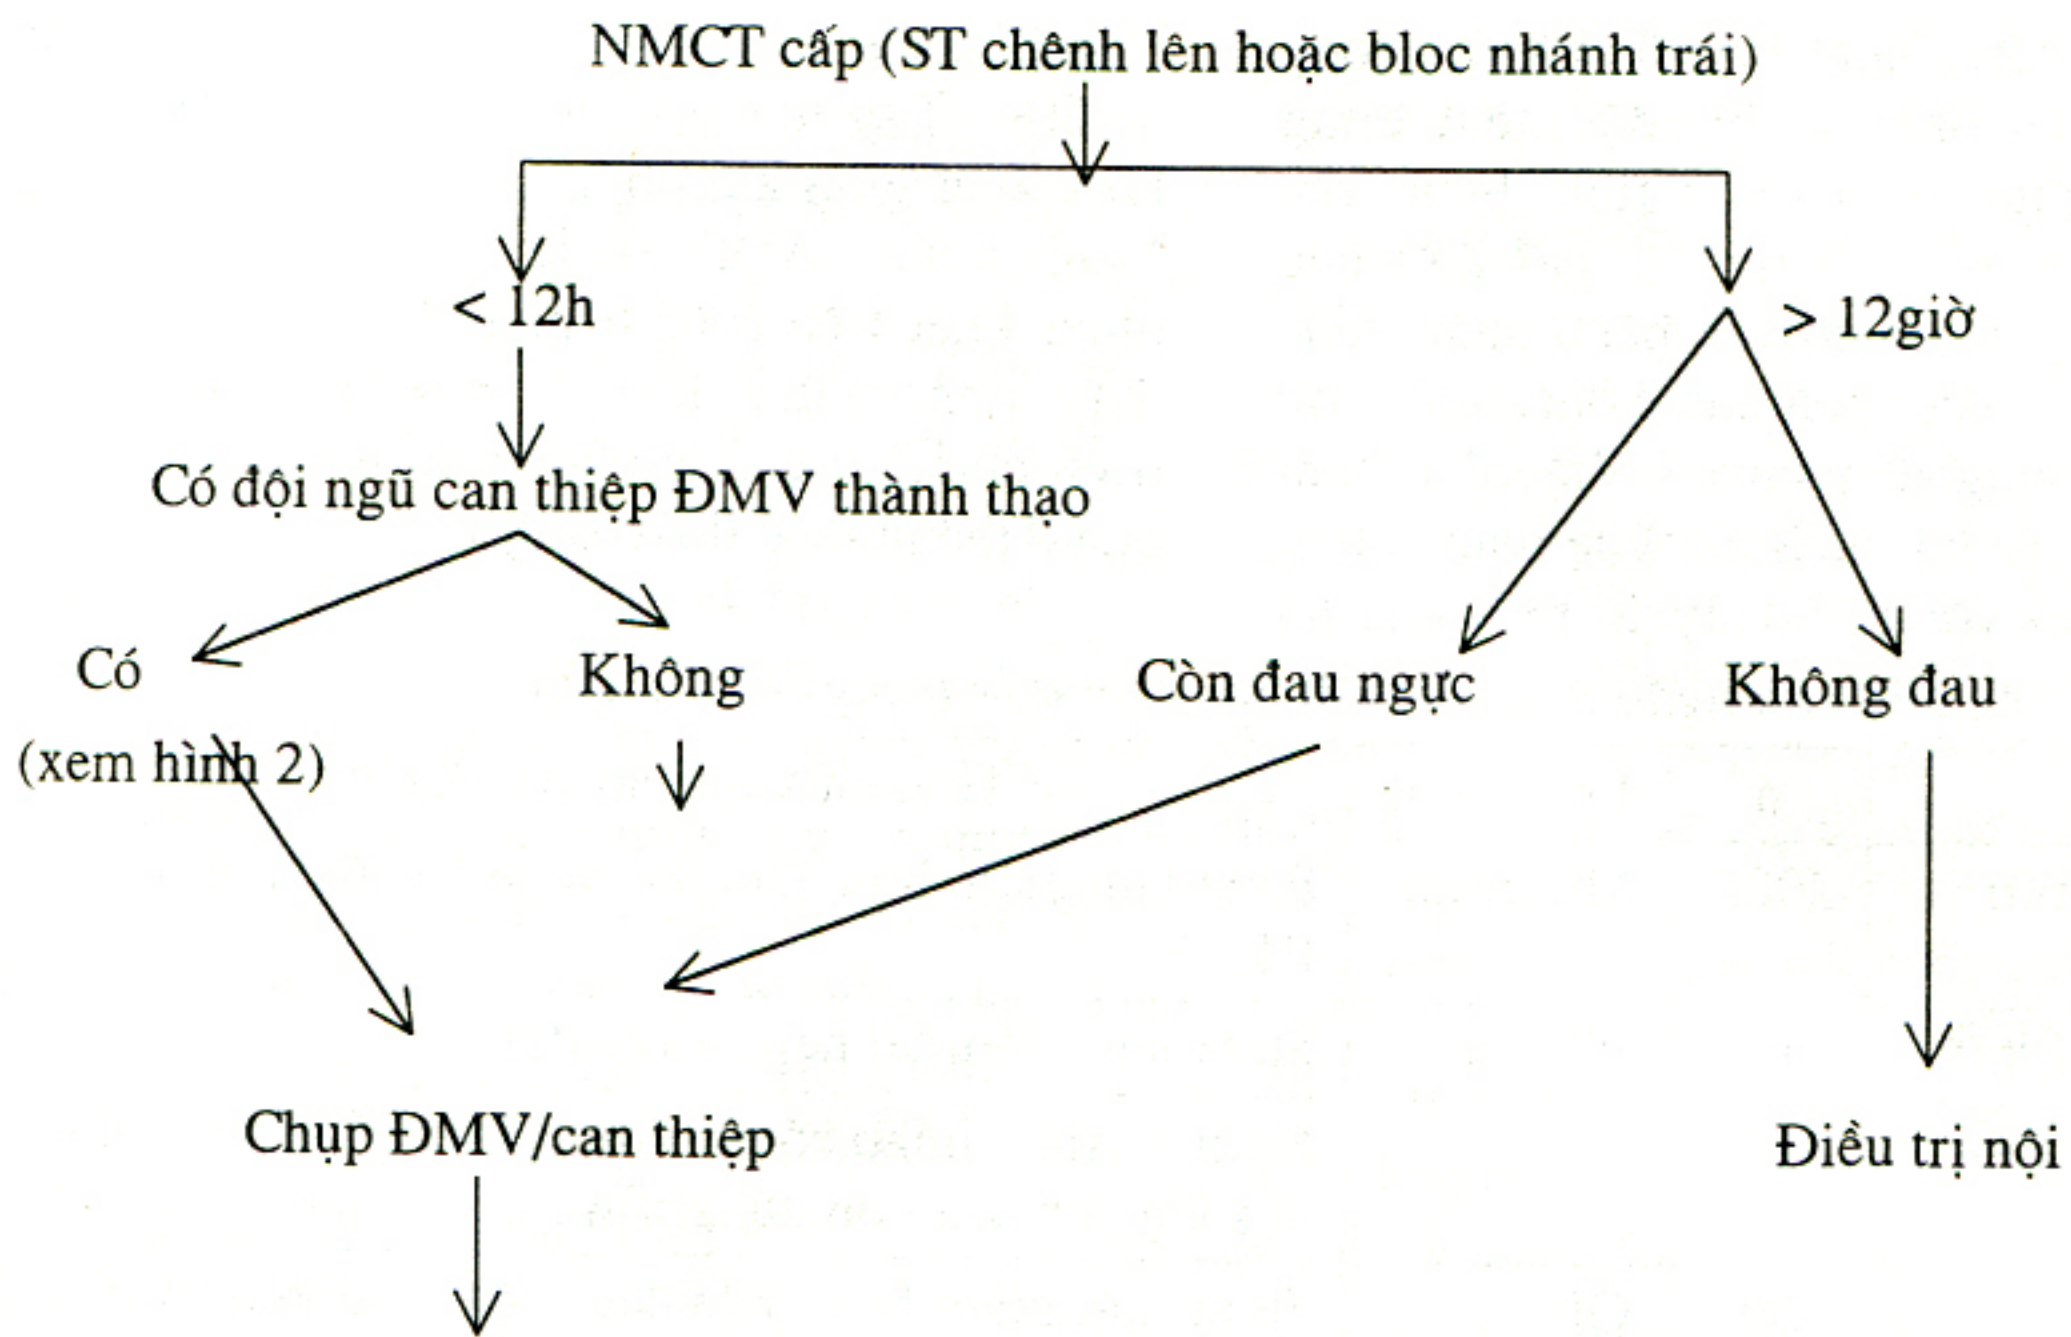 NMCT cấp (ST chênh lên hoặc bloc nhánh trái)
< 12h
> 12giờ
Có đội ngũ can thiệp ĐMV thành thạo
Có
Không
Còn đau ngực
Không đau
(xem hình 2)
Chụp ĐMV/can thiệp
Điều trị nội